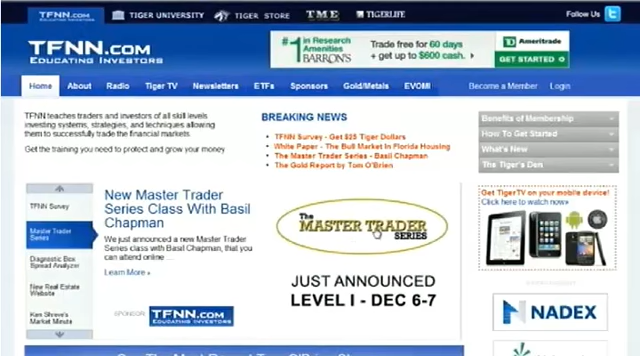 TFNN.COM
EDUCATING INVESTORS
TIGER UNIVERSITY
TIGER STORE
TME
TIGERLIFE
Follow Us
TFNN.COM
EDUCATING INVESTORS
#1 in Research Amenities BARRON'S
Trade free for 60 days
+ get up to $600 cash.
TD Ameritrade
GET STARTED
Home About Radio Tiger TV Newsletters ETFs Sponsors Gold/Metals EVOMI Become a Member Login
TFNN teaches traders and investors of all skill levels
investing systems, strategies, and techniques allowing
them to successfully trade the financial markets.
Get the training you need to protect and grow your money
BREAKING NEWS
TFNN Survey - Get $25 Tiger Dollars
White Paper - The Bull Market In Florida Housing
The Master Trader Series - Basil Chapman
The Gold Report by Tom O'Brien
Benefits of Membership
How To Get Started
What's New
The Tiger's Den
TFNN Survey
Master Trader
Series
Diagnostic Box
Spread Analyzer
New Real Estate
Website
Ken Shreve's
Market Minute
New Master Trader
Series Class With Basil
Chapman
We just announced a new Master Trader
Series class with Basil Chapman, that you
can attend online ...
Learn More
SPONSOR:
TFNN.COM
EDUCATING INVESTORS
The
MASTER TRADER
SERIES
JUST ANNOUNCED
LEVEL I - DEC 6-7
Get TigerTV on your mobile device!
Click here to watch now
NADEX